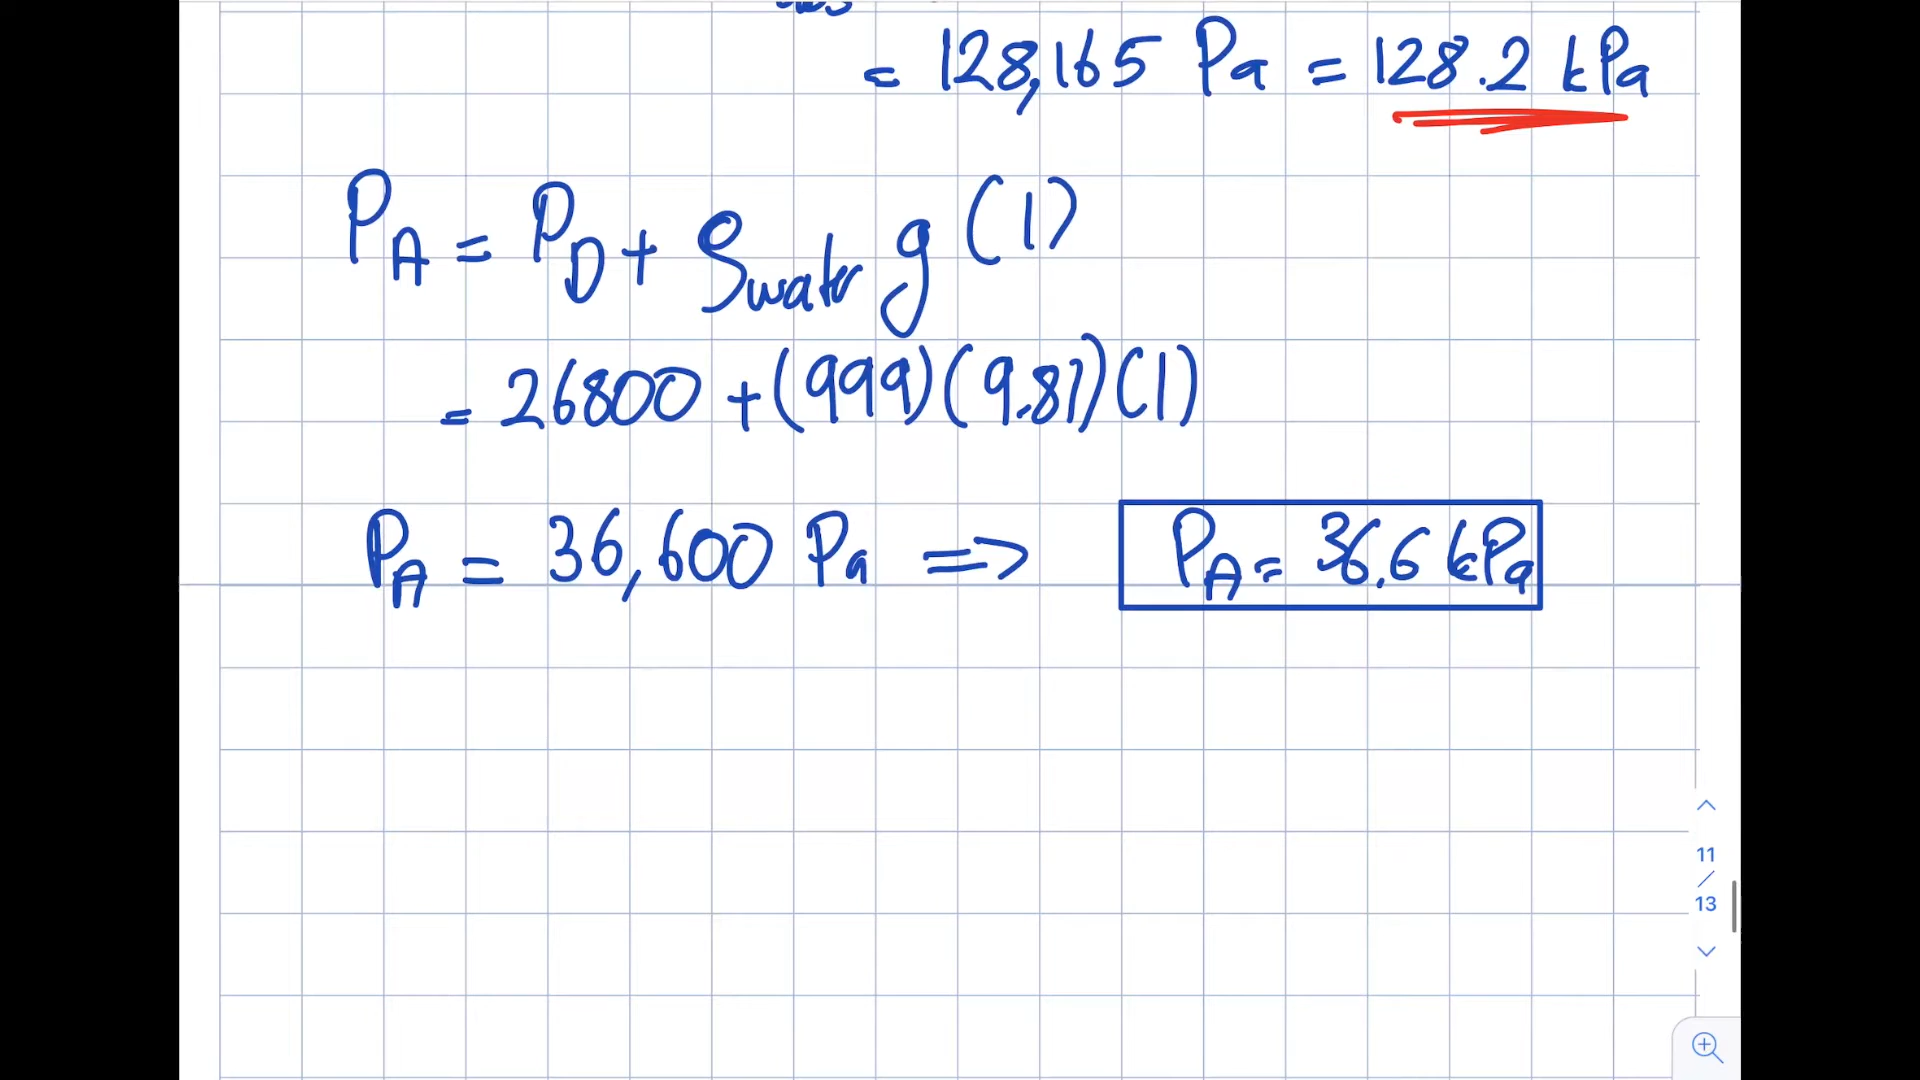 = 128,165 Pa = 128.2 kPa
P_A = P_D + ρ_water g (1)
= 26800 + (999)(9.81)(1)
P_A = 36,600 Pa ⇒ P_A = 36.6 kPa
11
/
13